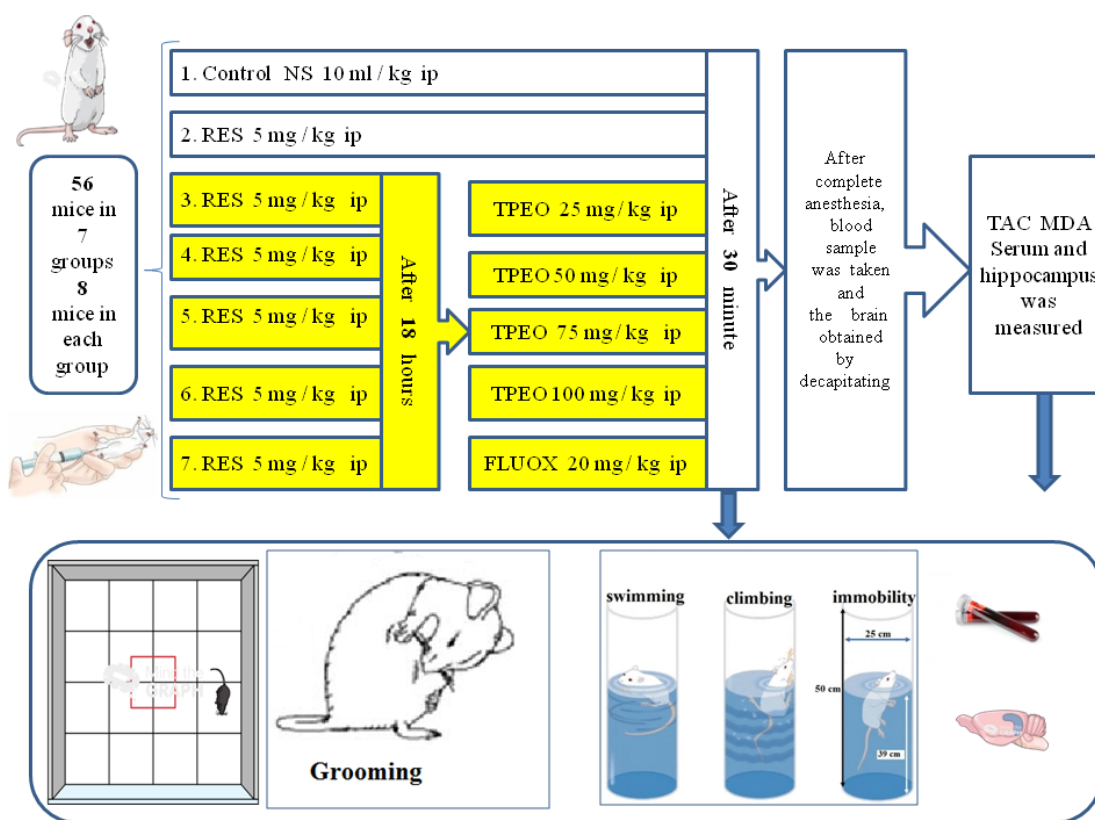 1. Control NS 10 ml / kg ip
2. RES 5 mg / kg ip
56
mice in
7
groups
8
mice in
each
group
3. RES 5 mg / kg ip
4. RES 5 mg / kg ip
5. RES 5 mg / kg ip
6. RES 5 mg / kg ip
7. RES 5 mg / kg ip
After 18 hours
TPEO 25 mg / kg ip
TPEO 50 mg / kg ip
TPEO 75 mg / kg ip
TPEO 100 mg / kg ip
FLUOX 20 mg / kg ip
After 30 minute
After
complete
anesthesia,
blood
sample
was taken
and
the brain
obtained
by
decapitating
TAC MDA
Serum and
hippocampus
was
measured
Mind the
GRAPH
Grooming
swimming
climbing
immobility
25 cm
50 cm
39 cm